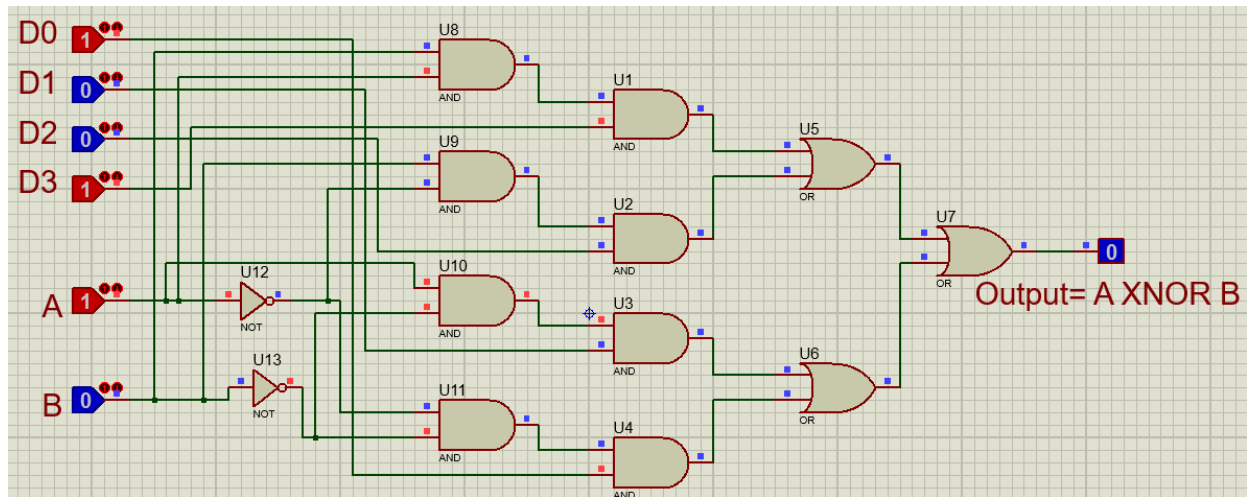 D0 1
D1 0
D2 0
D3 1
A 1
B 0
U8
AND
U9
AND
U10
AND
U11
AND
U12
NOT
U13
NOT
U1
AND
U2
AND
U3
AND
U4
AND
U5
OR
U6
OR
U7
OR
0
Output= A XNOR B